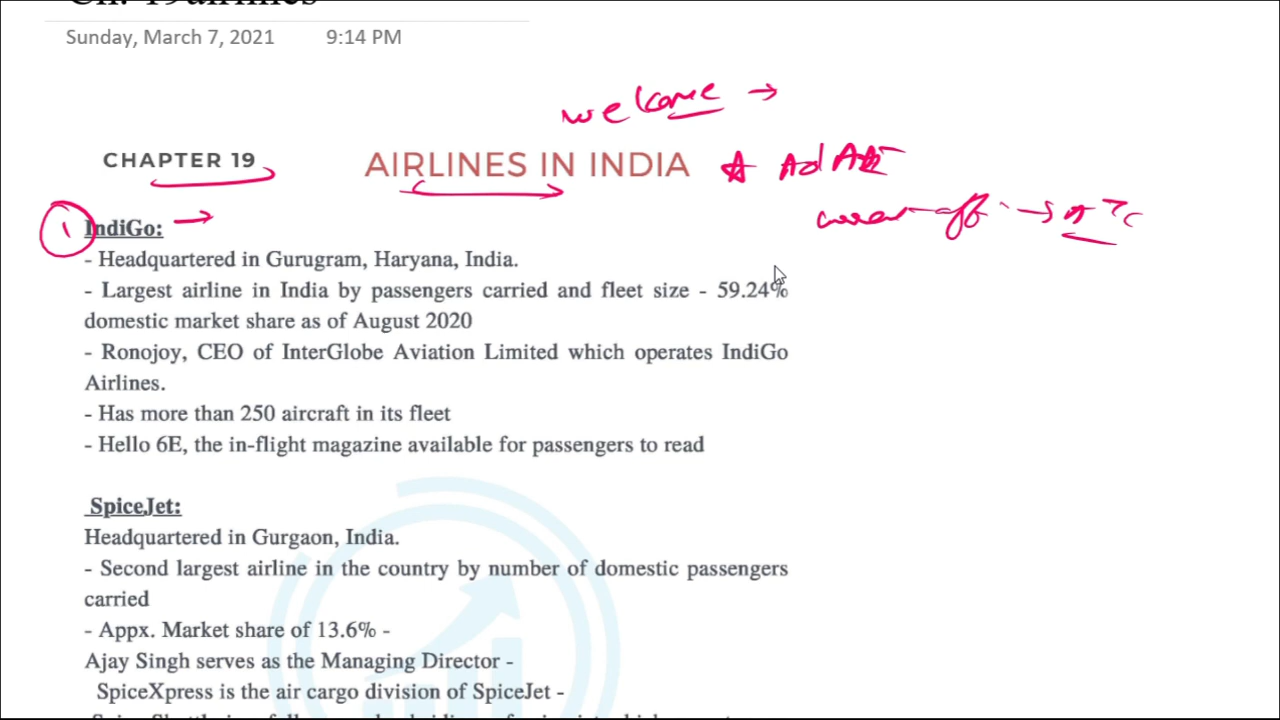 Sunday, March 7, 2021 9:14 PM
welcome →
CHAPTER 19 AIRLINES IN INDIA
1 IndiGo: →
- Headquartered in Gurugram, Haryana, India.
- Largest airline in India by passengers carried and fleet size - 59.24%
domestic market share as of August 2020
- Ronojoy, CEO of InterGlobe Aviation Limited which operates IndiGo
Airlines.
- Has more than 250 aircraft in its fleet
- Hello 6E, the in-flight magazine available for passengers to read
SpiceJet:
Headquartered in Gurgaon, India.
- Second largest airline in the country by number of domestic passengers
carried
- Appx. Market share of 13.6% -
Ajay Singh serves as the Managing Director -
SpiceXpress is the air cargo division of SpiceJet -